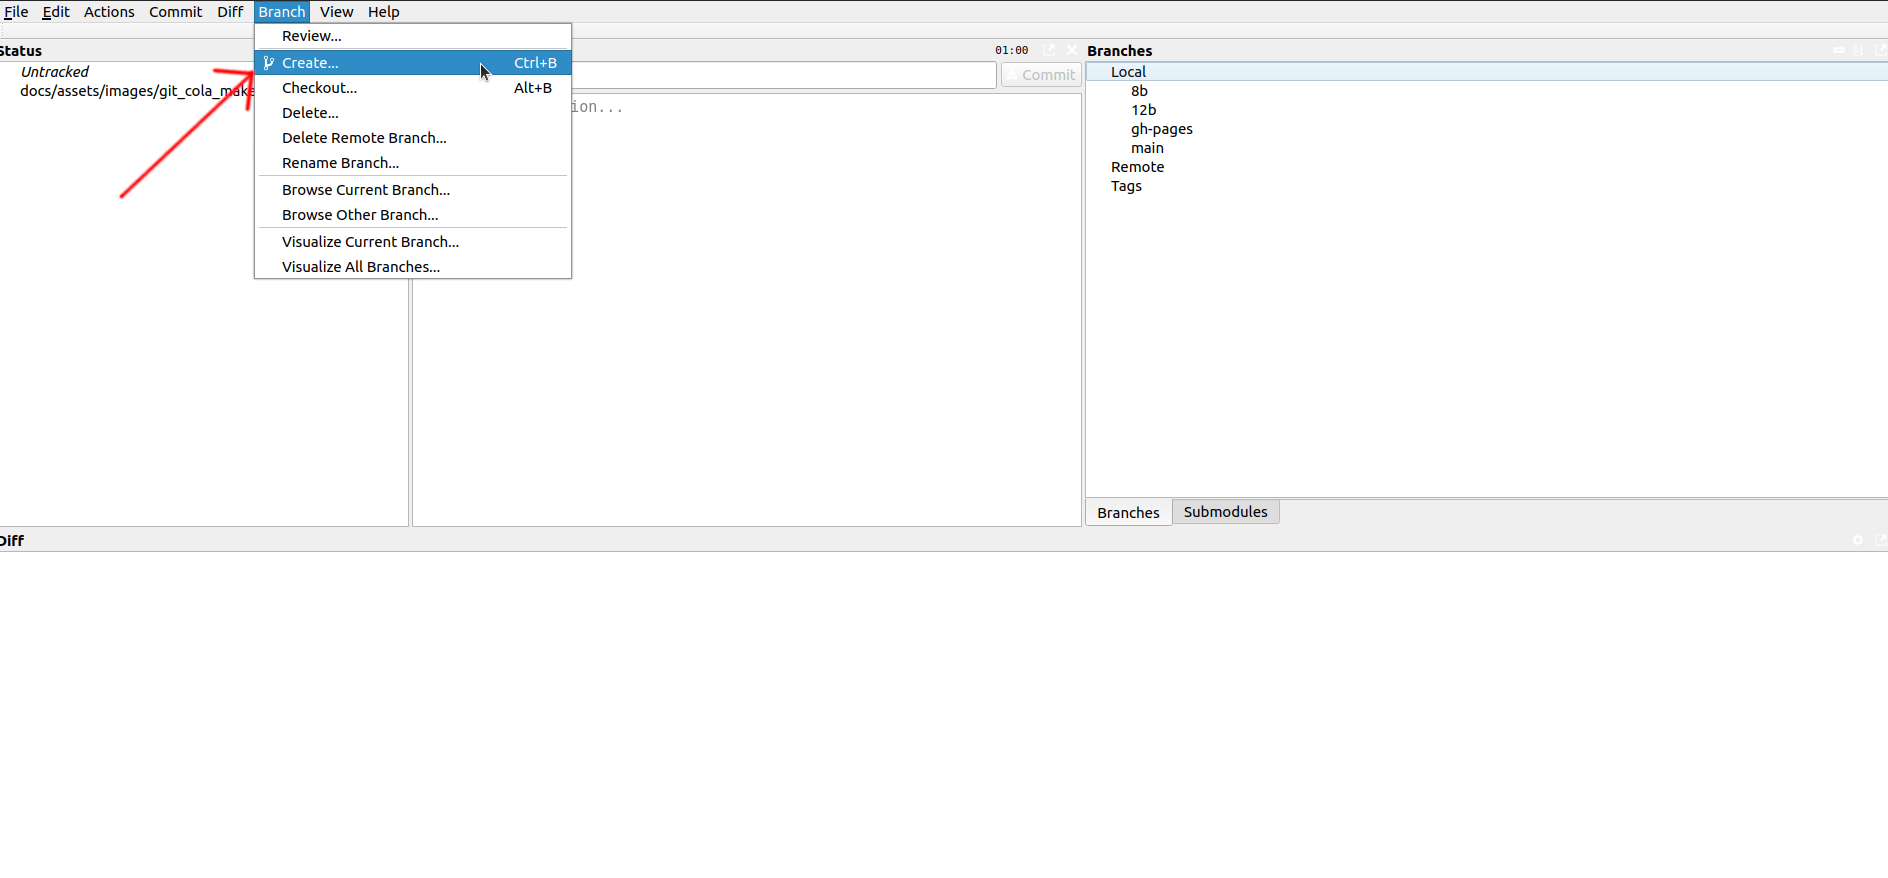 File Edit Actions Commit Diff Branch View Help
Review...
Status
01:00
Branches
Untracked
Create... Ctrl+B
Commit
Local
docs/assets/images/git_cola_make
Checkout... Alt+B
8b
Delete...
12b
Delete Remote Branch...
gh-pages
Rename Branch...
main
Browse Current Branch...
Remote
Browse Other Branch...
Tags
Visualize Current Branch...
Visualize All Branches...
ion...
Branches Submodules
Diff